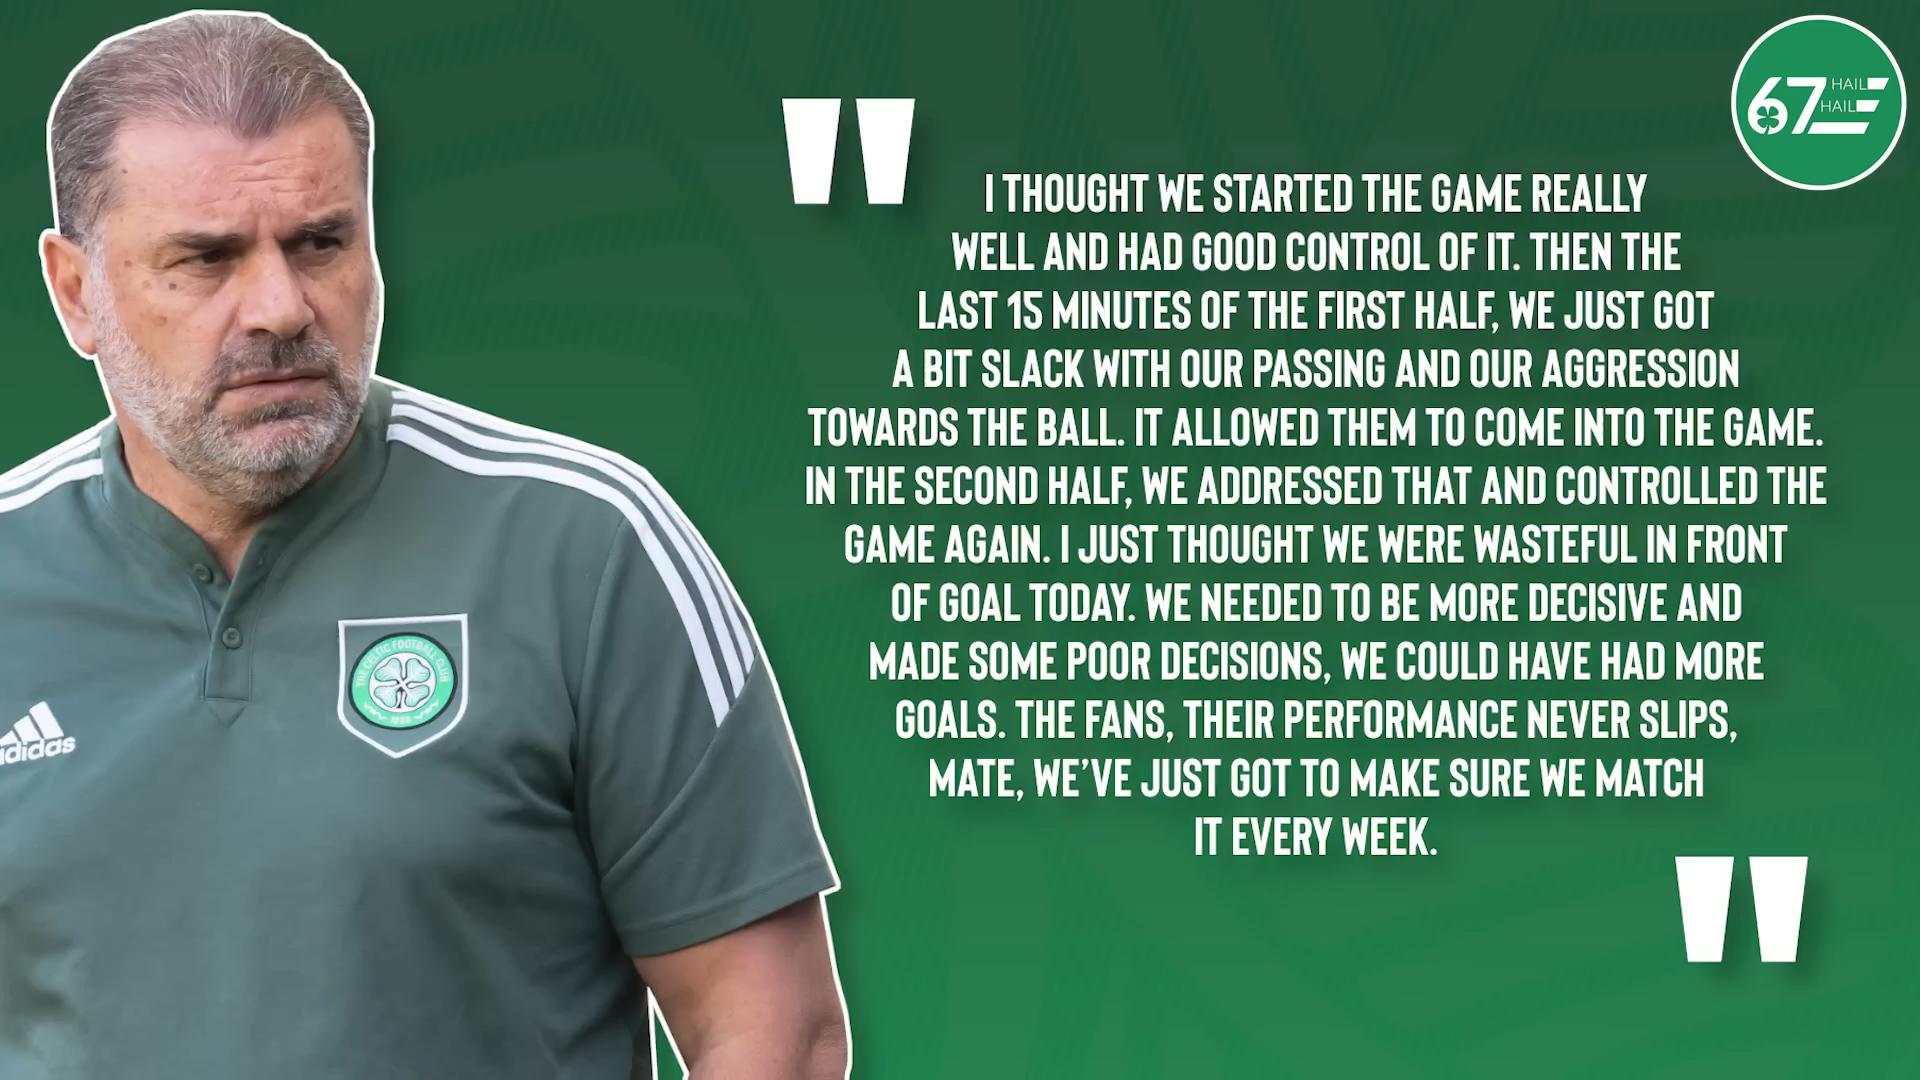 67 HAIL HAIL
"
I THOUGHT WE STARTED THE GAME REALLY
WELL AND HAD GOOD CONTROL OF IT. THEN THE
LAST 15 MINUTES OF THE FIRST HALF, WE JUST GOT
A BIT SLACK WITH OUR PASSING AND OUR AGGRESSION
TOWARDS THE BALL. IT ALLOWED THEM TO COME INTO THE GAME.
IN THE SECOND HALF, WE ADDRESSED THAT AND CONTROLLED THE
GAME AGAIN. I JUST THOUGHT WE WERE WASTEFUL IN FRONT
OF GOAL TODAY. WE NEEDED TO BE MORE DECISIVE AND
MADE SOME POOR DECISIONS, WE COULD HAVE HAD MORE
GOALS. THE FANS, THEIR PERFORMANCE NEVER SLIPS,
MATE, WE'VE JUST GOT TO MAKE SURE WE MATCH
IT EVERY WEEK.
"
THE CELTIC FOOTBALL CLUB
1888
adidas